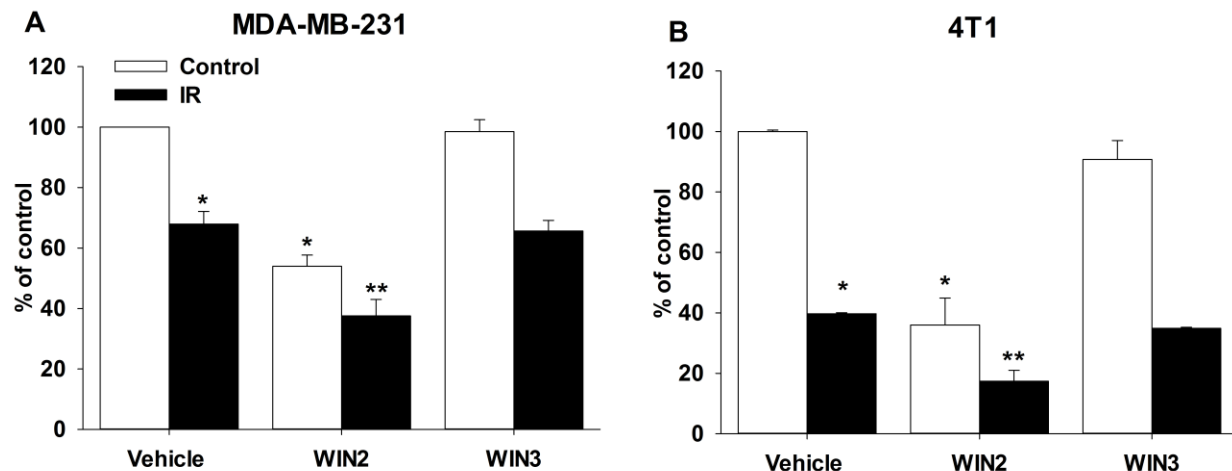 A
MDA-MB-231
Control
IR
% of control
120
100
80
60
40
20
0
*
*
**
Vehicle
WIN2
WIN3
B
4T1
% of control
120
100
80
60
40
20
0
*
*
**
Vehicle
WIN2
WIN3